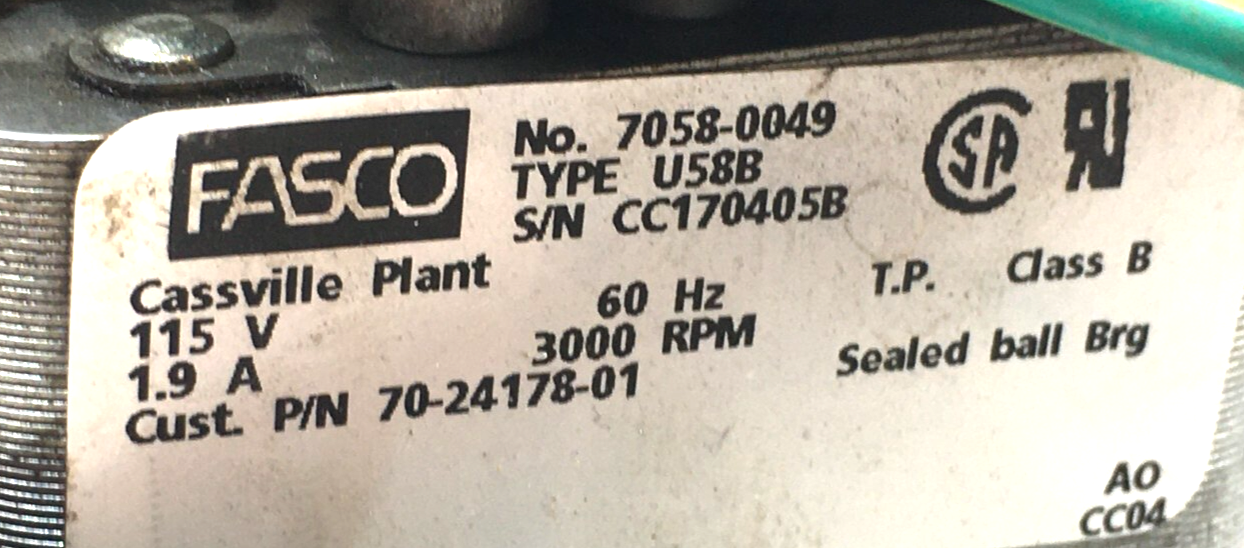 FASCO
No. 7058-0049
TYPE U58B
S/N CC170405B
Cassville Plant
115 V 60 Hz T.P. Class B
1.9 A 3000 RPM Sealed ball Brg
Cust. P/N 70-24178-01
AO
CC04